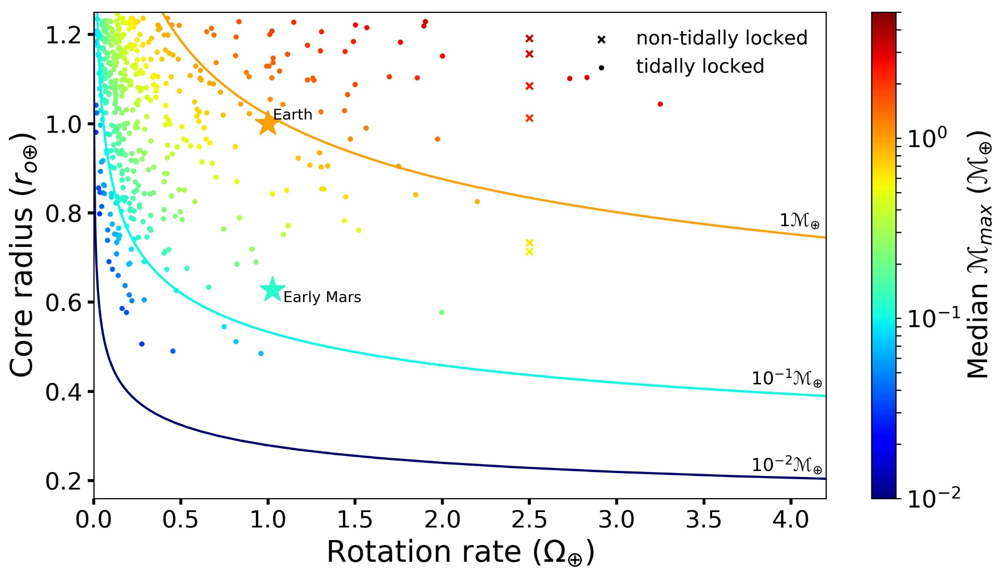 non-tidally locked
tidally locked
Earth
Early Mars
1ℳ⊕
10⁻¹ℳ⊕
10⁻²ℳ⊕
1.2
1.0
0.8
0.6
0.4
0.2
Core radius (rₒ⊕)
0.0 0.5 1.0 1.5 2.0 2.5 3.0 3.5 4.0
Rotation rate (Ω⊕)
10⁰
10⁻¹
10⁻²
Median ℳmax (ℳ⊕)